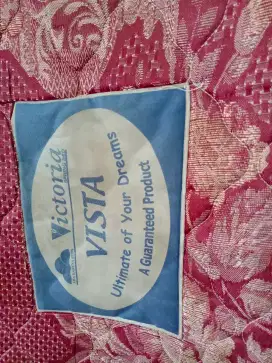 Victoria
VISTA
Ultimate of Your Dreams
A Guaranteed Product